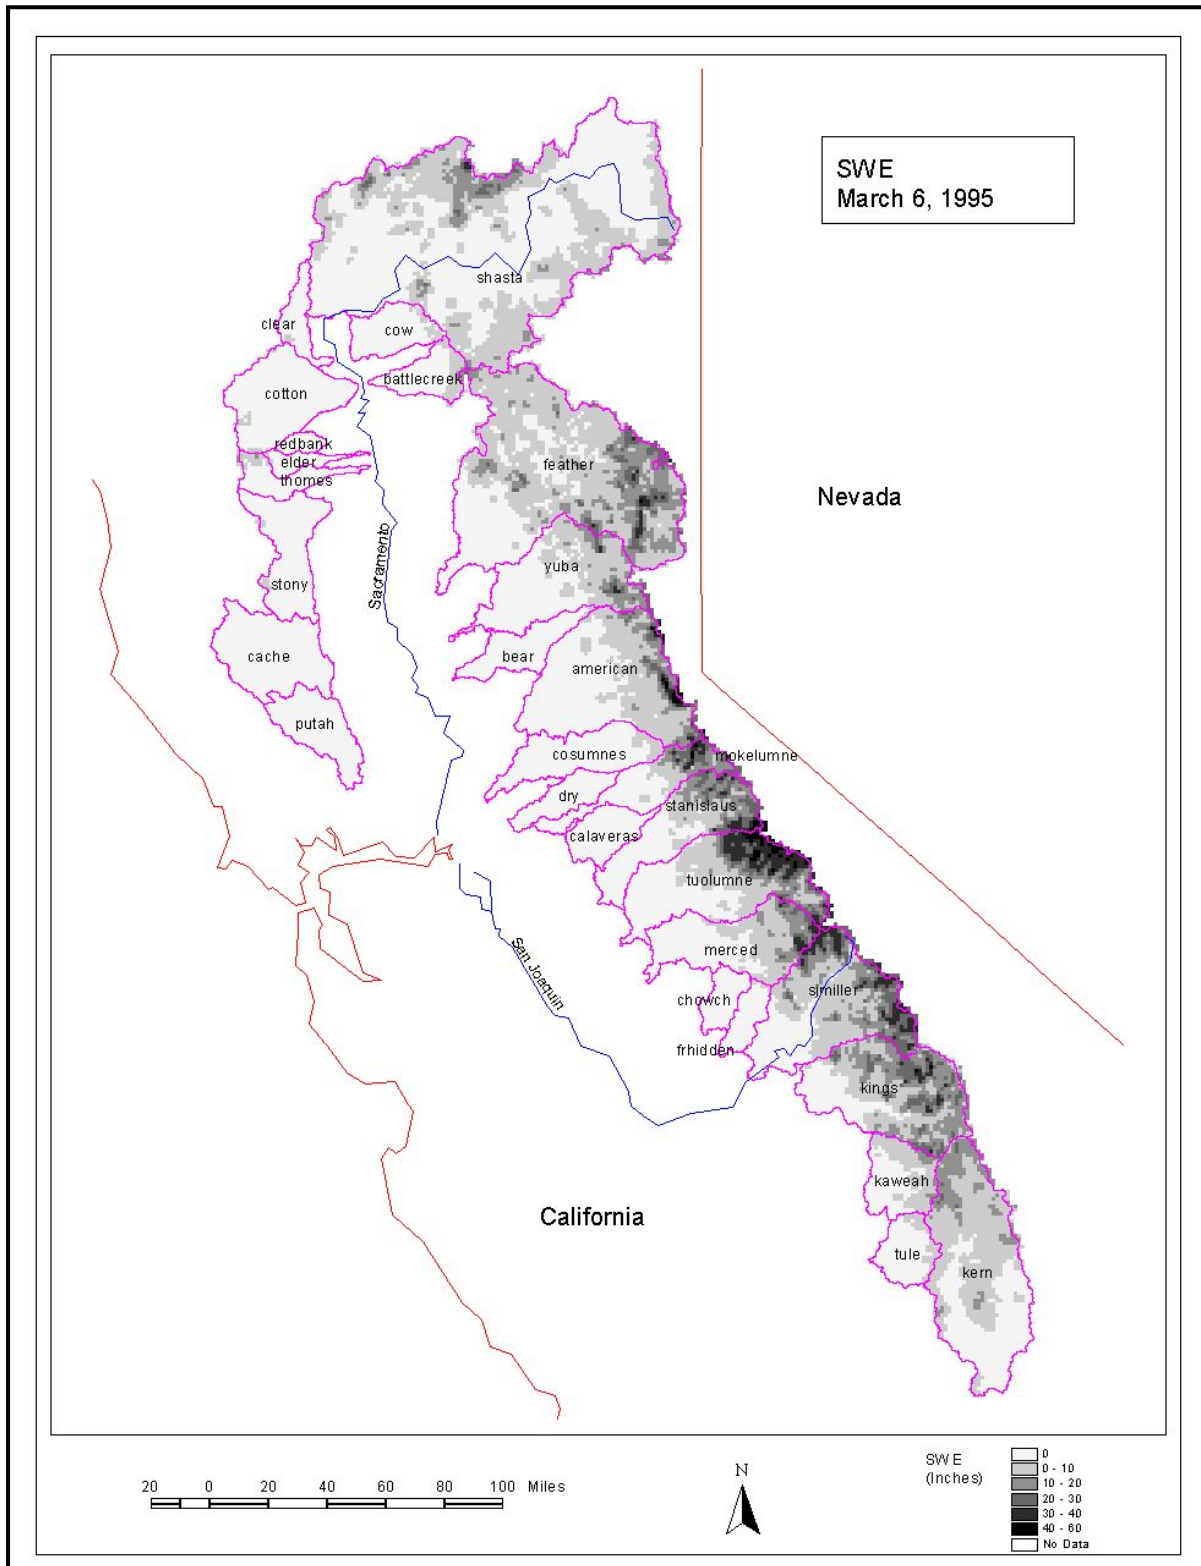 SWE
March 6, 1995
shasta
clear
cow
battlecreek
cotton
redbank
elder
thomes
feather
Nevada
Sacramento
yuba
stony
bear
cache
american
putah
cosumnes
mokelumne
dry
stanislaus
calaveras
tuolumne
merced
San Joaquin
sjmiller
chowch
frhidden
kings
kaweah
California
tule
kern
20 0 20 40 60 80 100 Miles
N
SWE
(Inches)
0
0 - 10
10 - 20
20 - 30
30 - 40
40 - 60
No Data